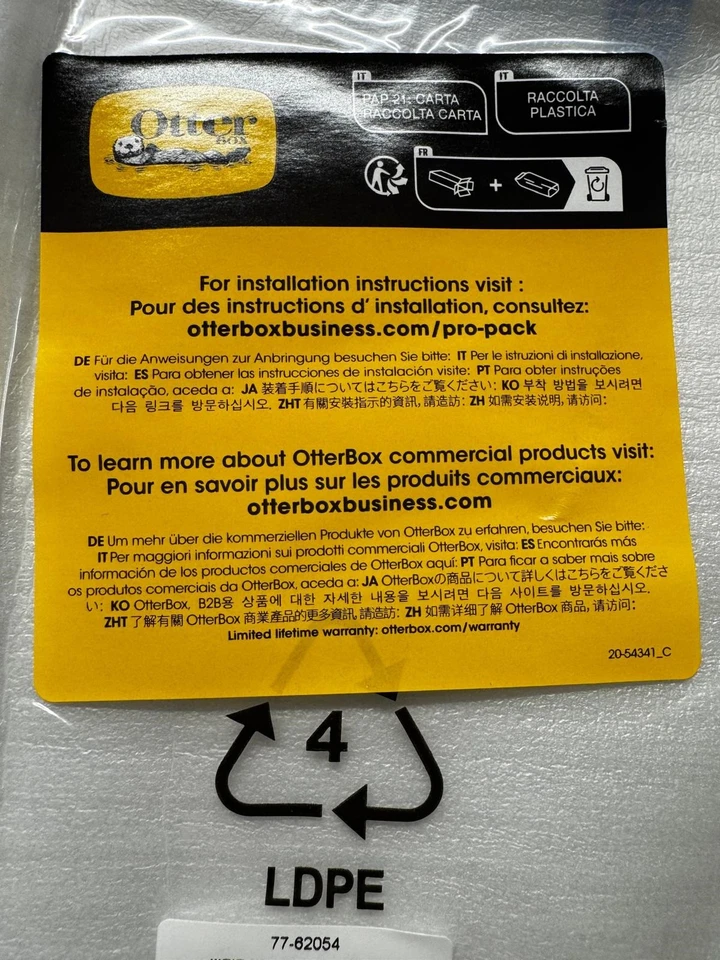 Otter
BOX
IT
PAP 21: CARTA
RACCOLTA CARTA
IT
RACCOLTA
PLASTICA
FR
+
For installation instructions visit :
Pour des instructions d' installation, consultez:
otterboxbusiness.com/pro-pack
DE Für die Anweisungen zur Anbringung besuchen Sie bitte: IT Per le istruzioni di installazione,
visita: ES Para obtener las instrucciones de instalación visite: PT Para obter instruções
de instalação, aceda a: JA 装着手順についてはこちらをご覧ください: KO 부착 방법을 보시려면
다음 링크를 방문하십시오. ZHT 有關安裝指示的資訊, 請造訪: ZH 如需安装说明, 请访问:
To learn more about OtterBox commercial products visit:
Pour en savoir plus sur les produits commerciaux:
otterboxbusiness.com
DE Um mehr über die kommerziellen Produkte von OtterBox zu erfahren, besuchen Sie bitte:
IT Per maggiori informazioni sui prodotti commerciali OtterBox, visita: ES Encontrarás más
información de los productos comerciales de OtterBox aquí: PT Para ficar a saber mais sobre
os produtos comerciais da OtterBox, aceda a: JA OtterBoxの商品について詳しくはこちらをご覧くださ
い: KO OtterBox, B2B용 상품에 대한 자세한 내용을 보시려면 다음 사이트를 방문하십시오.
ZHT 了解有關 OtterBox 商業產品的更多資訊, 請造訪: ZH 如需详细了解 OtterBox 商品, 请访问:
Limited lifetime warranty: otterbox.com/warranty
20-54341_C
4
LDPE
77-62054